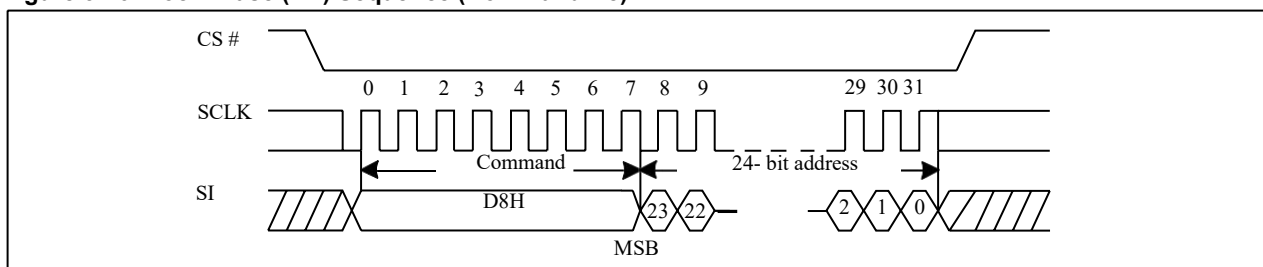 CS #
0 1 2 3 4 5 6 7 8 9 29 30 31
SCLK
Command 24- bit address
SI
D8H
23 22 2 1 0
MSB